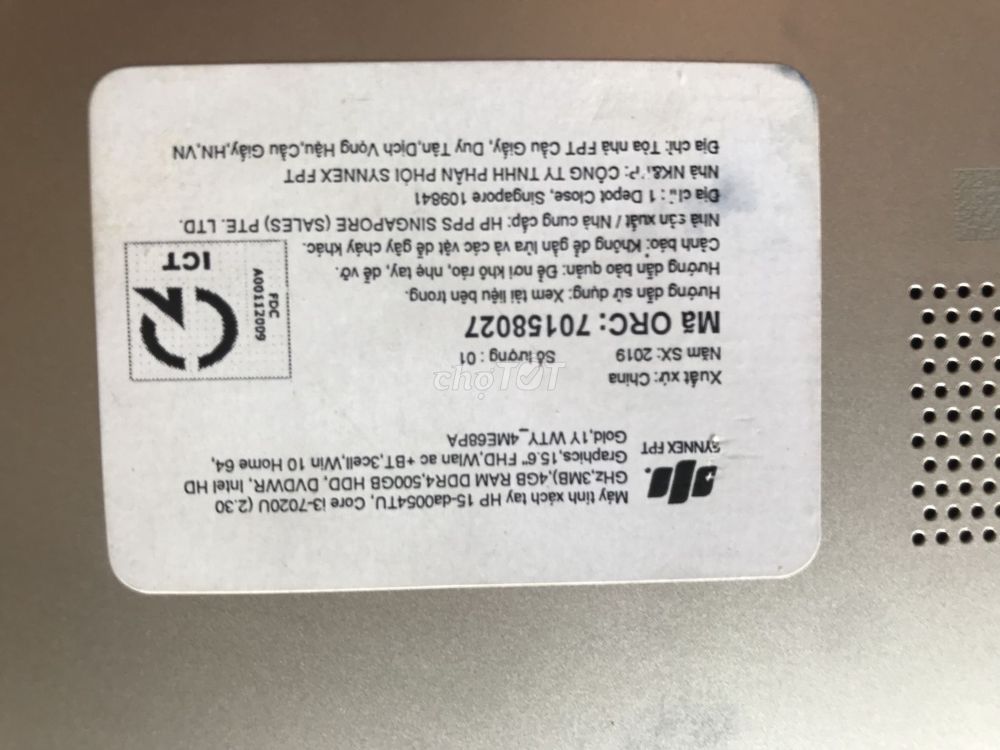 Máy tính xách tay HP 15-da0054TU, Core i3-7020U (2.30
GHz,3MB),4GB RAM DDR4,500GB HDD, DVDWR, Intel HD
Graphics,15.6" FHD,Wlan ac +BT,3cell,Win 10 Home 64,
Gold,1Y WTY_4ME68PA
SYNNEX FPT
Xuất xứ: China
Năm SX: 2019 Số lượng : 01
Mã ORC: 70158027
Hướng dẫn sử dụng: Xem tài liệu bên trong.
Hướng dẫn bảo quản: Để nơi khô ráo, nhẹ tay, dễ vỡ.
Cảnh báo: Không để gần lửa và các vật dễ gây cháy khác.
Nhà sản xuất / Nhà cung cấp: HP PPS SINGAPORE (SALES) PTE. LTD.
Địa chỉ : 1 Depot Close, Singapore 109841
Nhà CÔNG TY TNHH PHÂN PHỐI SYNNEX FPT
Địa chỉ: Tòa nhà FPT Cầu Giấy, Duy Tân,Dịch Vọng Hậu,Cầu Giấy,HN,VN
FDC
A00112009
ICT
chợTỐT